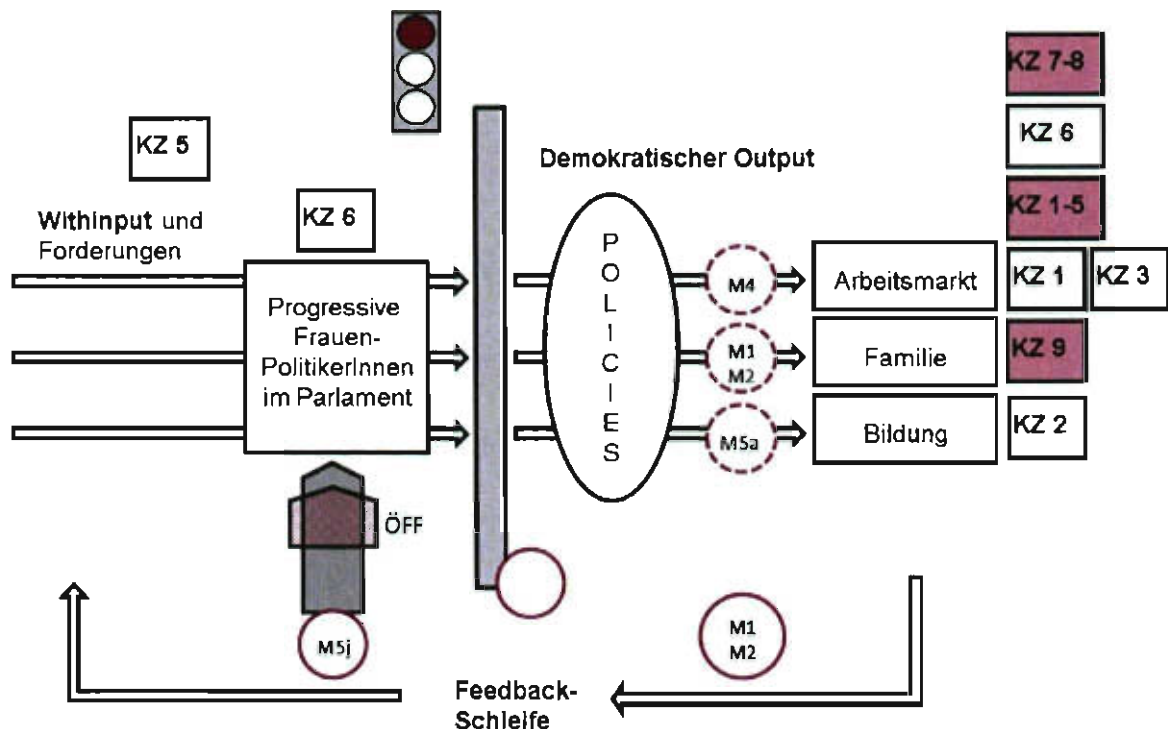 KZ 7-8
KZ 5
KZ 6
Demokratischer Output
KZ 6
KZ 1-5
Withinput und
Forderungen
POLICIES
M4
Arbeitsmarkt
KZ 1
KZ 3
Progressive
Frauen-
PolitikerInnen
im Parlament
M1
M2
Familie
KZ 9
M5a
Bildung
KZ 2
ÖFF
M5j
M1
M2
Feedback-
Schleife